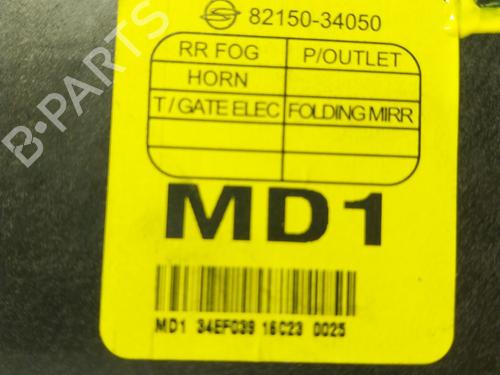 82150-34050
RR FOG P/OUTLET
HORN
T/GATE ELEC FOLDING MIRR
MD1
MD1 34EF039 16C23 0025
B-PARTS